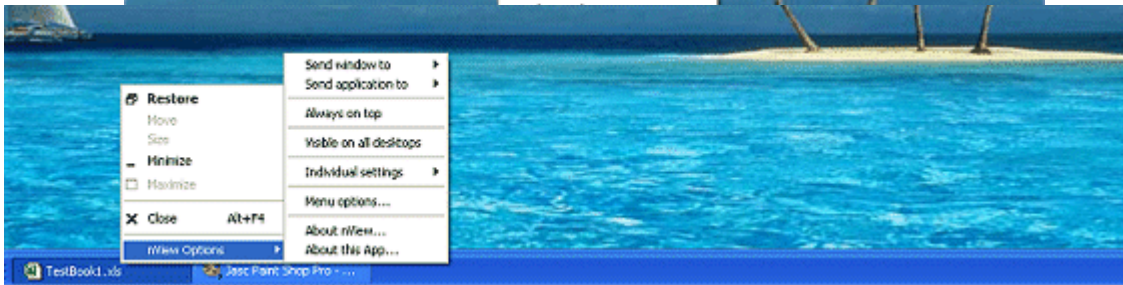 Restore
Move
Size
Minimize
Maximize
Close Alt+F4
nView Options
Send window to
Send application to
Always on top
Visible on all desktops
Individual settings
Menu options...
About nView...
About this App...
TestBook1.xls
Jasc Paint Shop Pro - ...